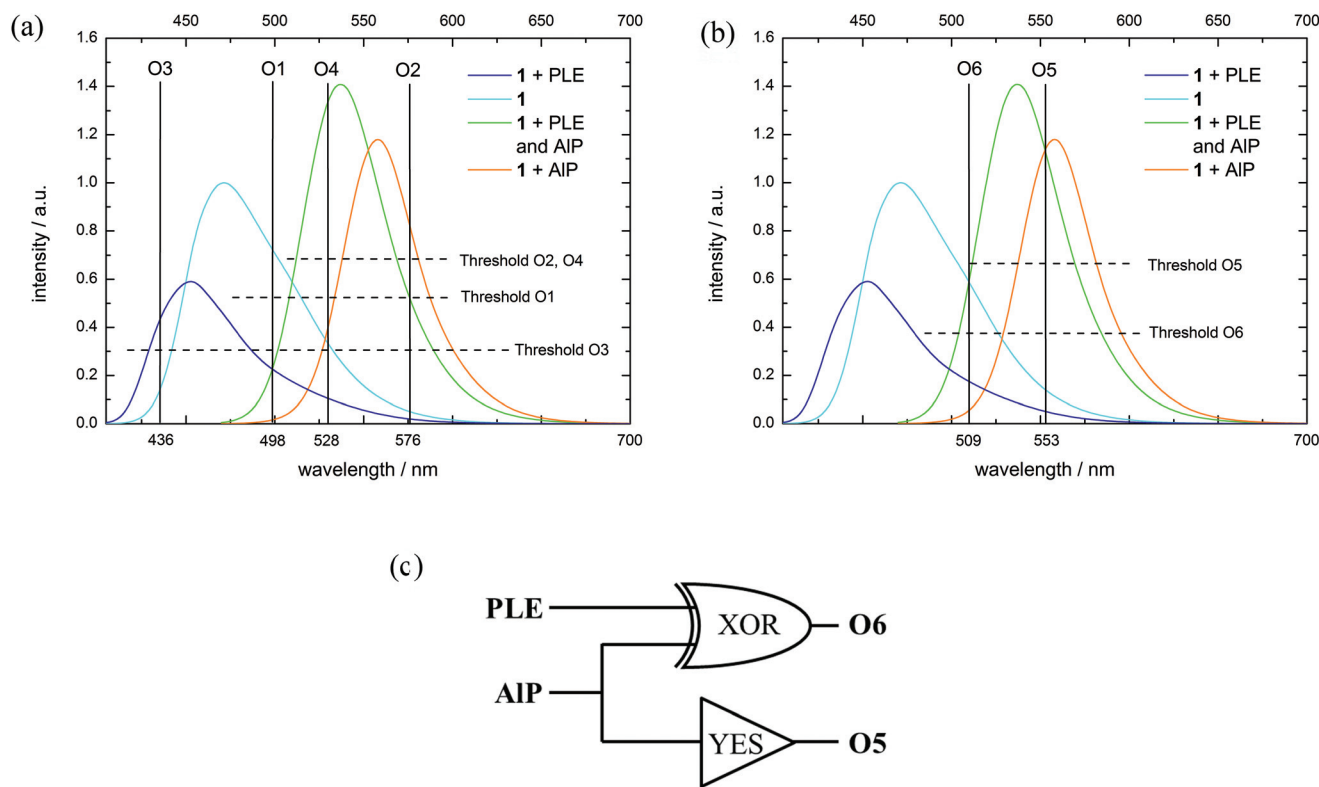 (a)
450 500 550 600 650 700
1.6
1.4
1.2
1.0
0.8
0.6
0.4
0.2
0.0
intensity / a.u.
O3 O1 O4 O2
1 + PLE
1
1 + PLE
and AlP
1 + AlP
Threshold O2, O4
Threshold O1
Threshold O3
436 498 528 576 700
wavelength / nm
(b)
450 500 550 600 650 700
1.6
1.4
1.2
1.0
0.8
0.6
0.4
0.2
0.0
intensity / a.u.
O6 O5
1 + PLE
1
1 + PLE
and AlP
1 + AlP
Threshold O5
Threshold O6
509 553 700
wavelength / nm
(c)
PLE XOR O6
AlP
YES O5